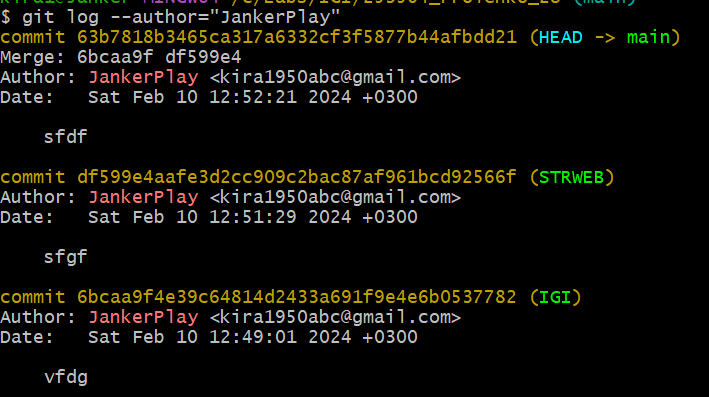 $ git log --author="JankerPlay"
commit 63b7818b3465ca317a6332cf3f5877b44afbdd21 (HEAD -> main)
Merge: 6bcaa9f df599e4
Author: JankerPlay <kira1950abc@gmail.com>
Date:   Sat Feb 10 12:52:21 2024 +0300
sfdf
commit df599e4aafe3d2cc909c2bac87af961bcd92566f (STRWEB)
Author: JankerPlay <kira1950abc@gmail.com>
Date:   Sat Feb 10 12:51:29 2024 +0300
sfgf
commit 6bcaa9f4e39c64814d2433a691f9e4e6b0537782 (IGI)
Author: JankerPlay <kira1950abc@gmail.com>
Date:   Sat Feb 10 12:49:01 2024 +0300
vfdg